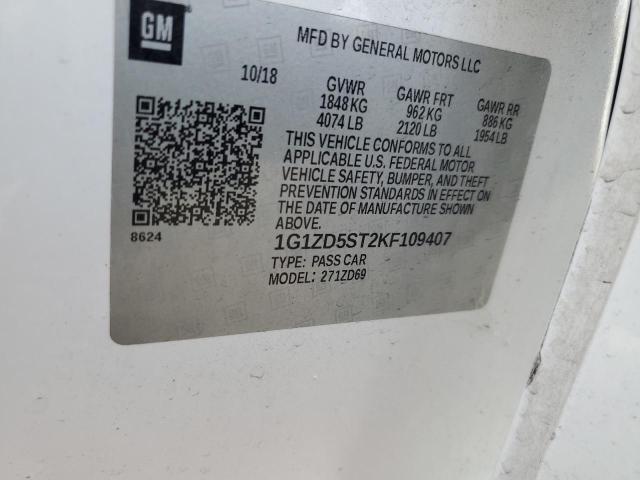 GM
MFD BY GENERAL MOTORS LLC
10/18 GVWR GAWR FRT GAWR RR
1848 KG 962 KG 886 KG
4074 LB 2120 LB 1954 LB
THIS VEHICLE CONFORMS TO ALL
APPLICABLE U.S. FEDERAL MOTOR
VEHICLE SAFETY, BUMPER, AND THEFT
PREVENTION STANDARDS IN EFFECT ON
THE DATE OF MANUFACTURE SHOWN
ABOVE.
8624
1G1ZD5ST2KF109407
TYPE: PASS CAR
MODEL: 271ZD69